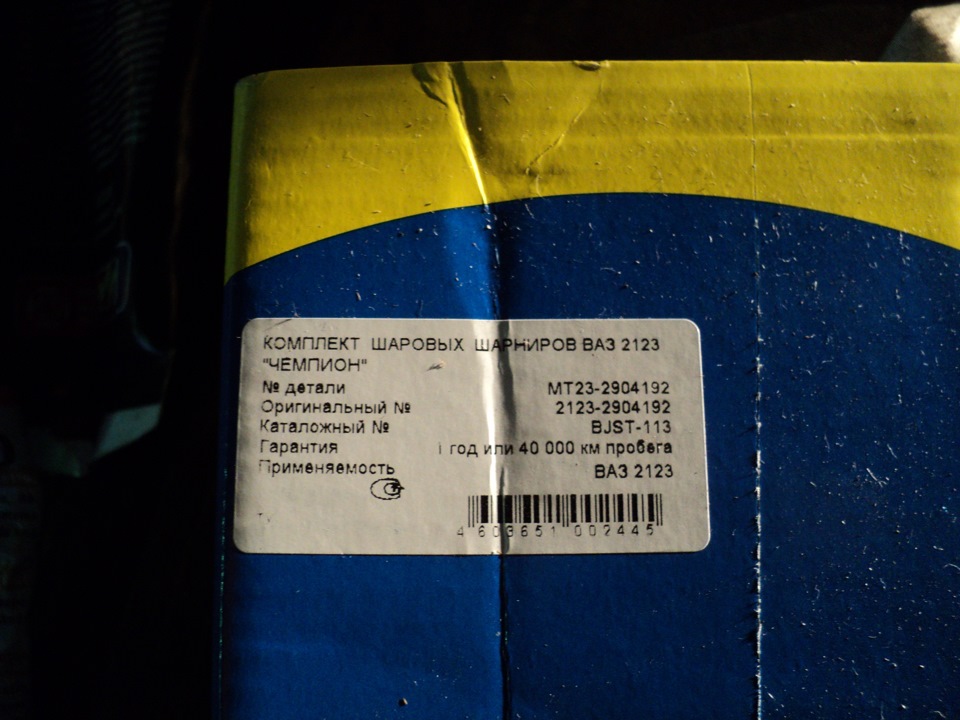 КОМПЛЕКТ ШАРОВЫХ ШАРНИРОВ ВАЗ 2123
"ЧЕМПИОН"
№ детали МТ23-2904192
Оригинальный № 2123-2904192
Каталожный № BJST-113
Гарантия 1 год или 40 000 км пробега
Применяемость ВАЗ 2123
4 603651 002445